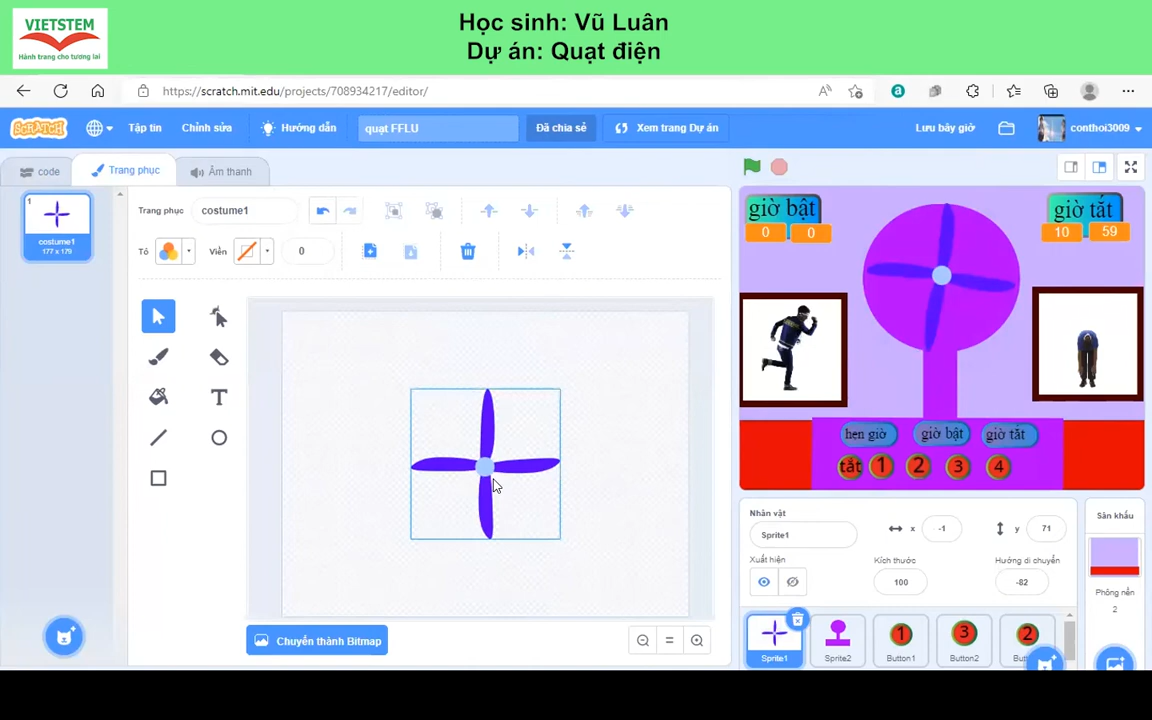 VIETSTEM
Hành trang cho tương lai
Học sinh: Vũ Luân
Dự án: Quạt điện
https://scratch.mit.edu/projects/708934217/editor/
SCRATCH
Tập tin
Chỉnh sửa
Hướng dẫn
quạt FFLU
Đã chia sẻ
Xem trang Dự án
Lưu bây giờ
conthoi3009
code
Trang phục
Âm thanh
1
costume1
177 x 179
Trang phục
costume1
Tô
Viền
0
Chuyển thành Bitmap
giờ bật
0 0
giờ tắt
10 59
hẹn giờ
giờ bật
giờ tắt
tắt 1 2 3 4
Nhân vật
Sprite1
x -1
y 71
Xuất hiện
Kích thước
100
Hướng di chuyển
-82
Sân khấu
Phông nền
2
Sprite1
Sprite2
1
Button1
3
Button2
2